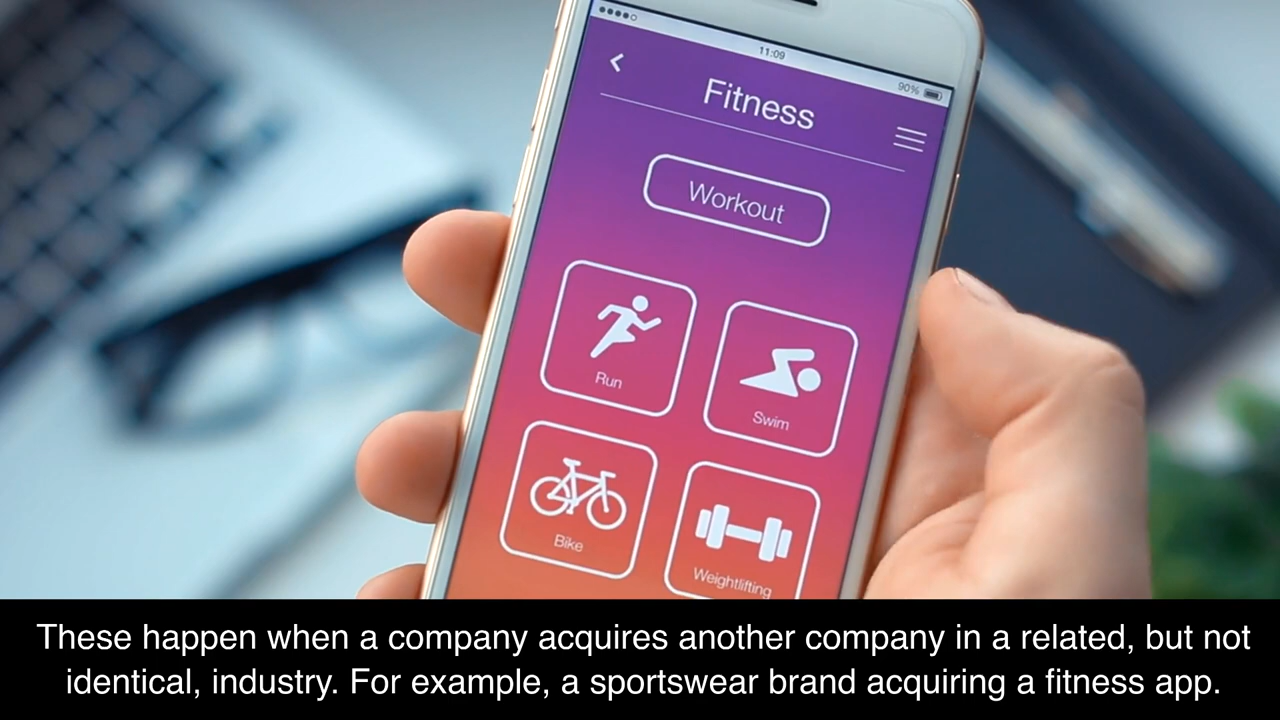 11:09
90%
Fitness
Workout
Run
Swim
Bike
Weightlifting
These happen when a company acquires another company in a related, but not
identical, industry. For example, a sportswear brand acquiring a fitness app.